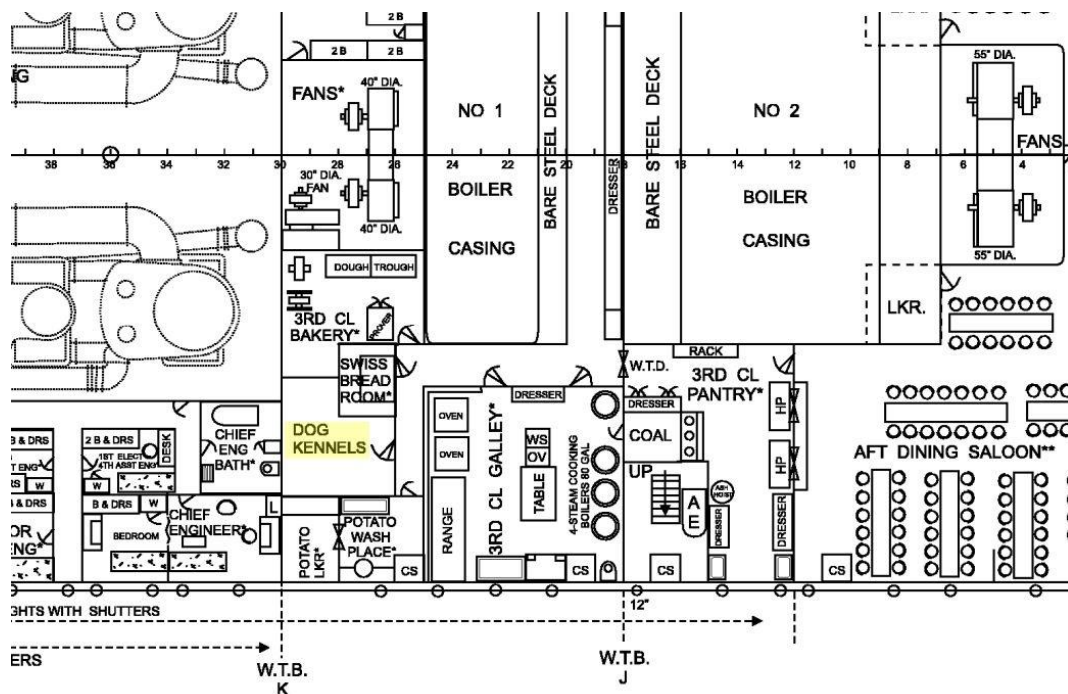 2 B
2 B
2 B
40" DIA.
55" DIA.
FANS*
NO 1
BARE STEEL DECK
BARE STEEL DECK
NO 2
FANS
38
36
34
32
30
28
26
24
22
20
18
16
14
12
10
8
6
4
30" DIA.
FAN
40" DIA.
BOILER
CASING
DRESSER
BOILER
CASING
55" DIA.
DOUGH TROUGH
3RD CL
BAKERY*
PROVER
LKR.
SWISS
BREAD
ROOM*
W.T.D.
RACK
3RD CL
PANTRY*
DRESSER
DRESSER
HP
HP
OVEN
OVEN
3RD CL GALLEY*
WS
OV
TABLE
4-STEAM COOKING
BOILERS 80 GAL
COAL
UP
AFT DINING SALOON**
DOG
KENNELS
CHIEF
ENG
BATH*
B & DRS
2 B & DRS
DESK
1ST ELECT
4TH ASST ENG*
W
W
B & DRS
B & DRS
W
L
CHIEF
ENGINEER*
BEDROOM
POTATO
LKR*
POTATO
WASH
PLACE*
RANGE
A E
ASH
HOIST
DRESSER
DRESSER
CS
CS
CS
CS
GHTS WITH SHUTTERS
12"
ERS
W.T.B.
K
W.T.B.
J